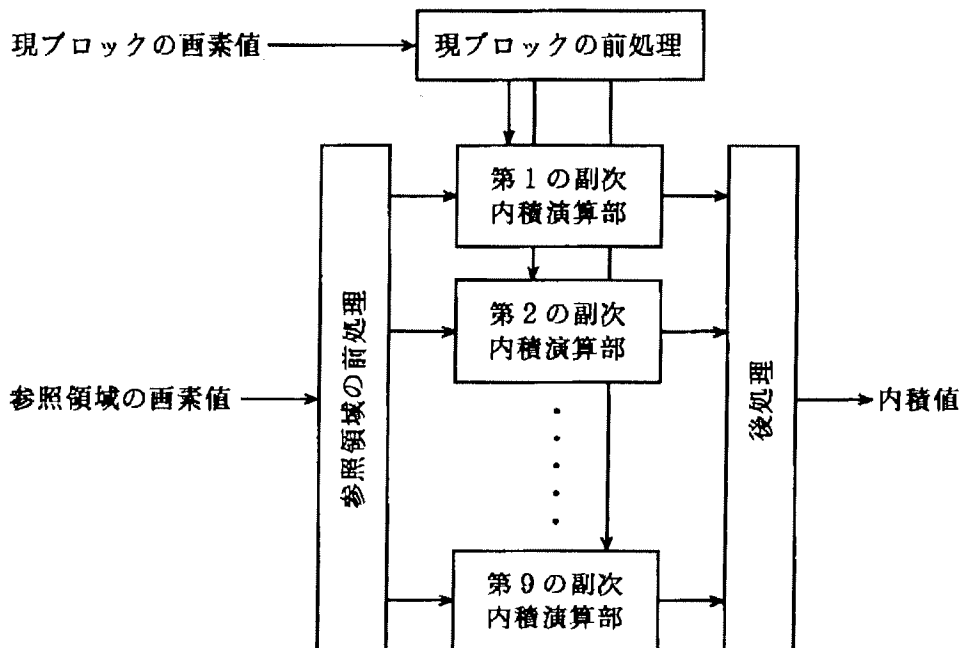 現ブロックの画素値
現ブロックの前処理
第1の副次
内積演算部
第2の副次
内積演算部
参照領域の画素値
参照領域の前処理
後処理
内積値
第9の副次
内積演算部